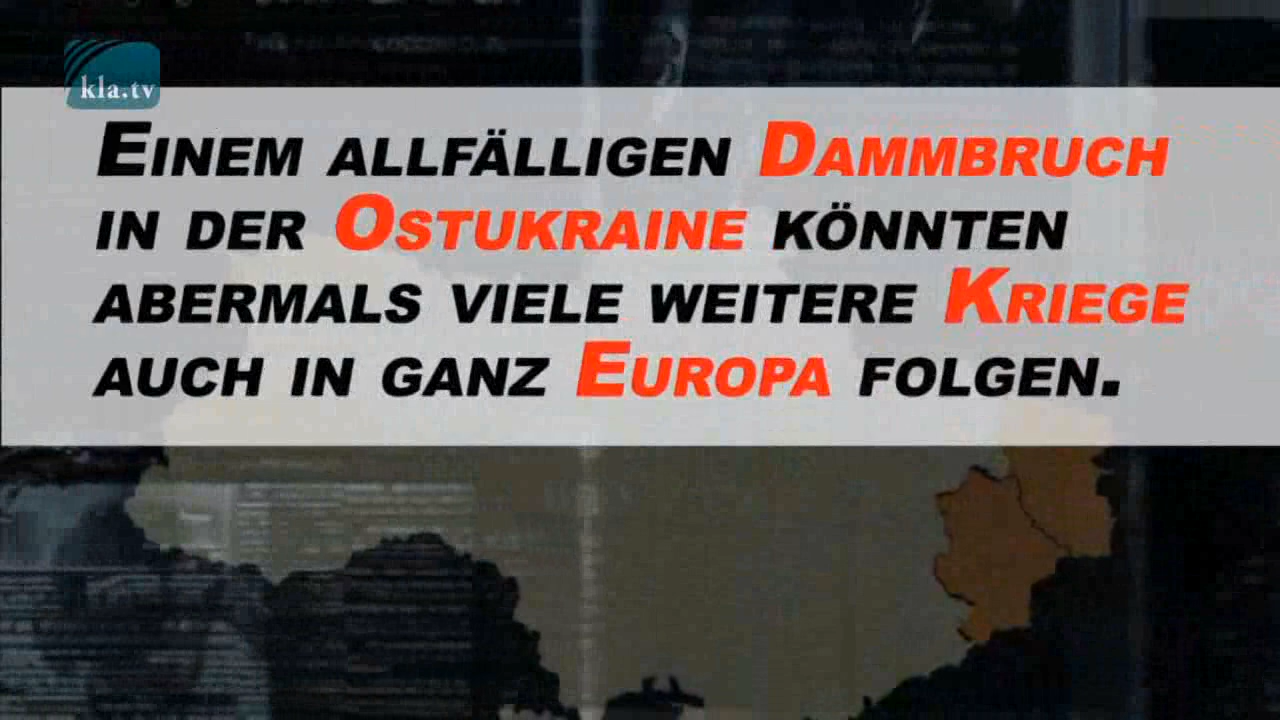 kla.tv
EINEM ALLFÄLLIGEN DAMMBRUCH
IN DER OSTUKRAINE KÖNNTEN
ABERMALS VIELE WEITERE KRIEGE
AUCH IN GANZ EUROPA FOLGEN.